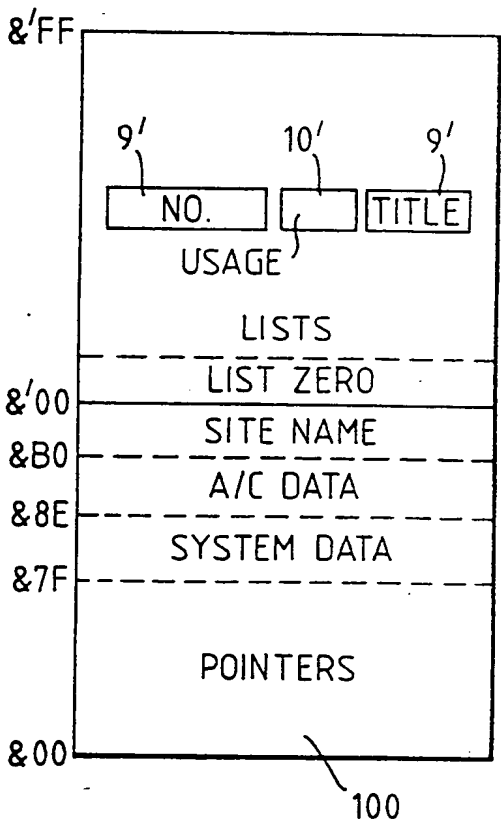 &'FF
9' 10' 9'
NO. TITLE
USAGE
LISTS
LIST ZERO
&'00
SITE NAME
&B0
A/C DATA
&8E
SYSTEM DATA
&7F
POINTERS
&00
100